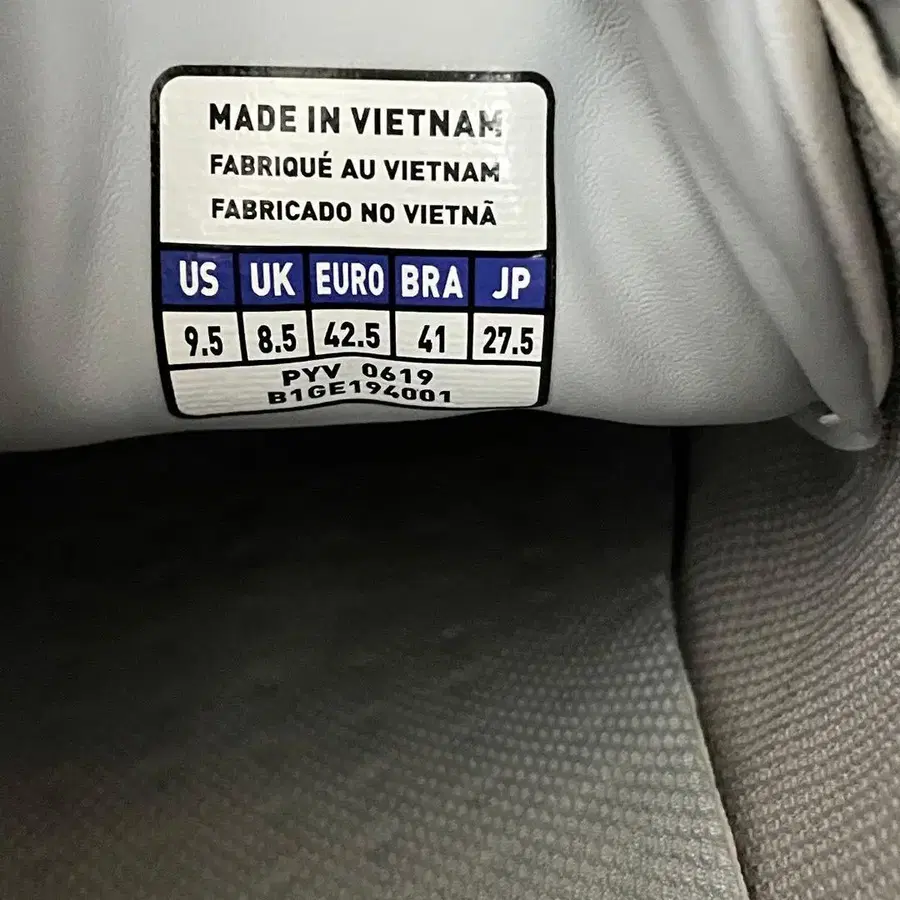 MADE IN VIETNAM
FABRIQUÉ AU VIETNAM
FABRICADO NO VIETNÃ
US UK EURO BRA JP
9.5 8.5 42.5 41 27.5
PYV 0619
B1GE194001